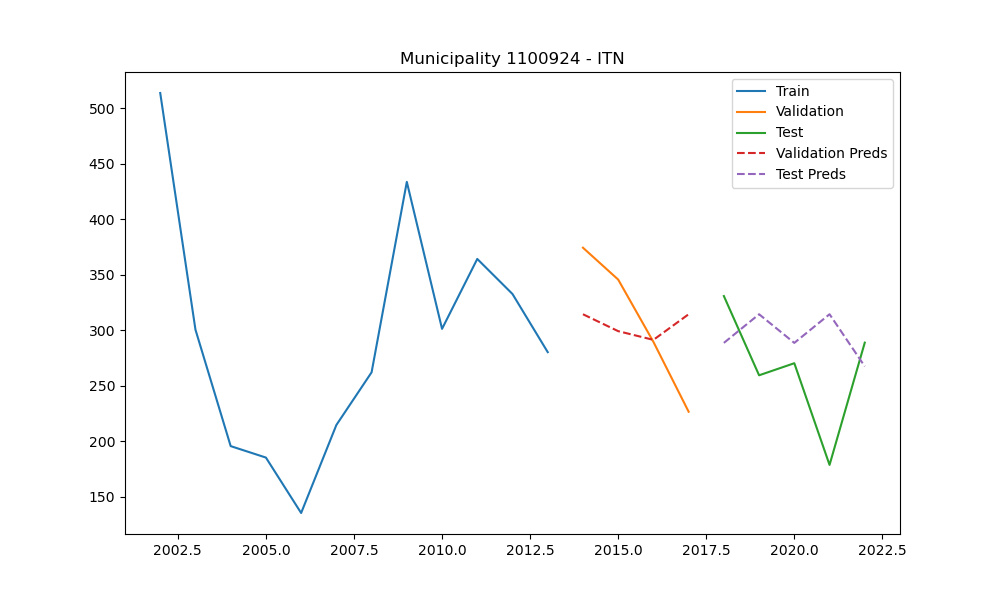 Municipality 1100924 - ITN
Train
Validation
Test
Validation Preds
Test Preds
500
450
400
350
300
250
200
150
2002.5 2005.0 2007.5 2010.0 2012.5 2015.0 2017.5 2020.0 2022.5